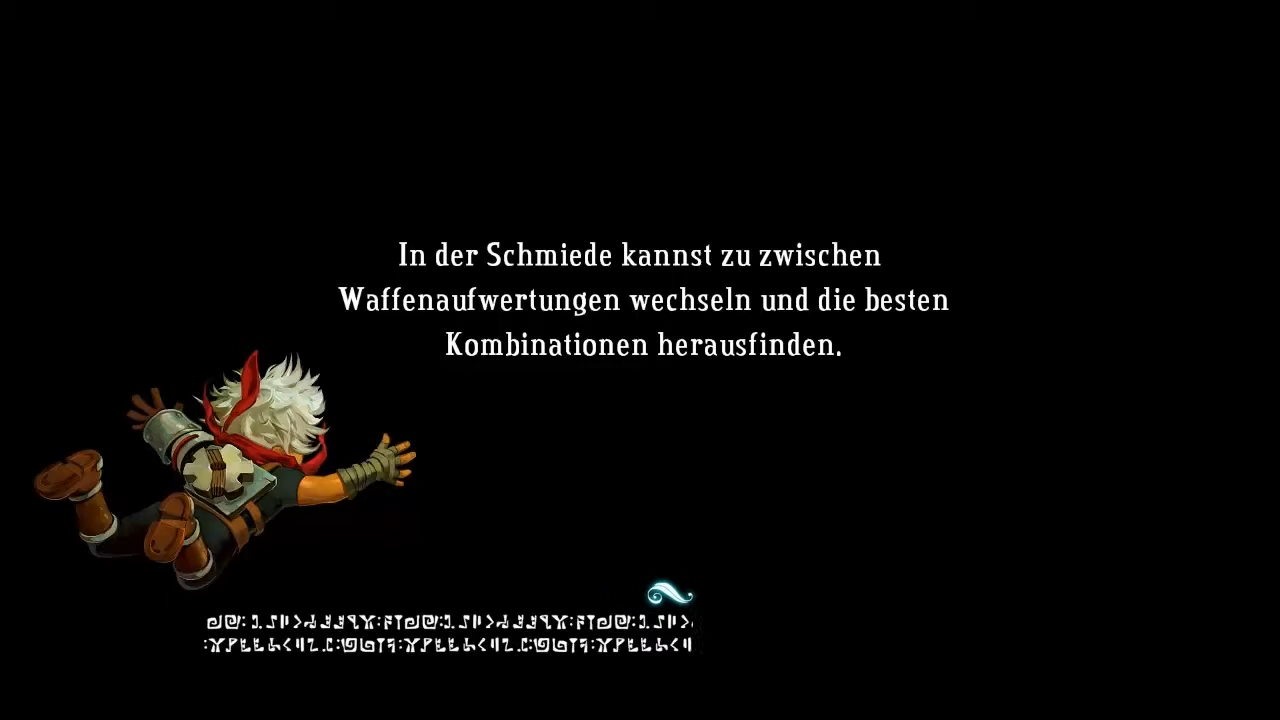 In der Schmiede kannst zu zwischen
Waffenaufwertungen wechseln und die besten
Kombinationen herausfinden.